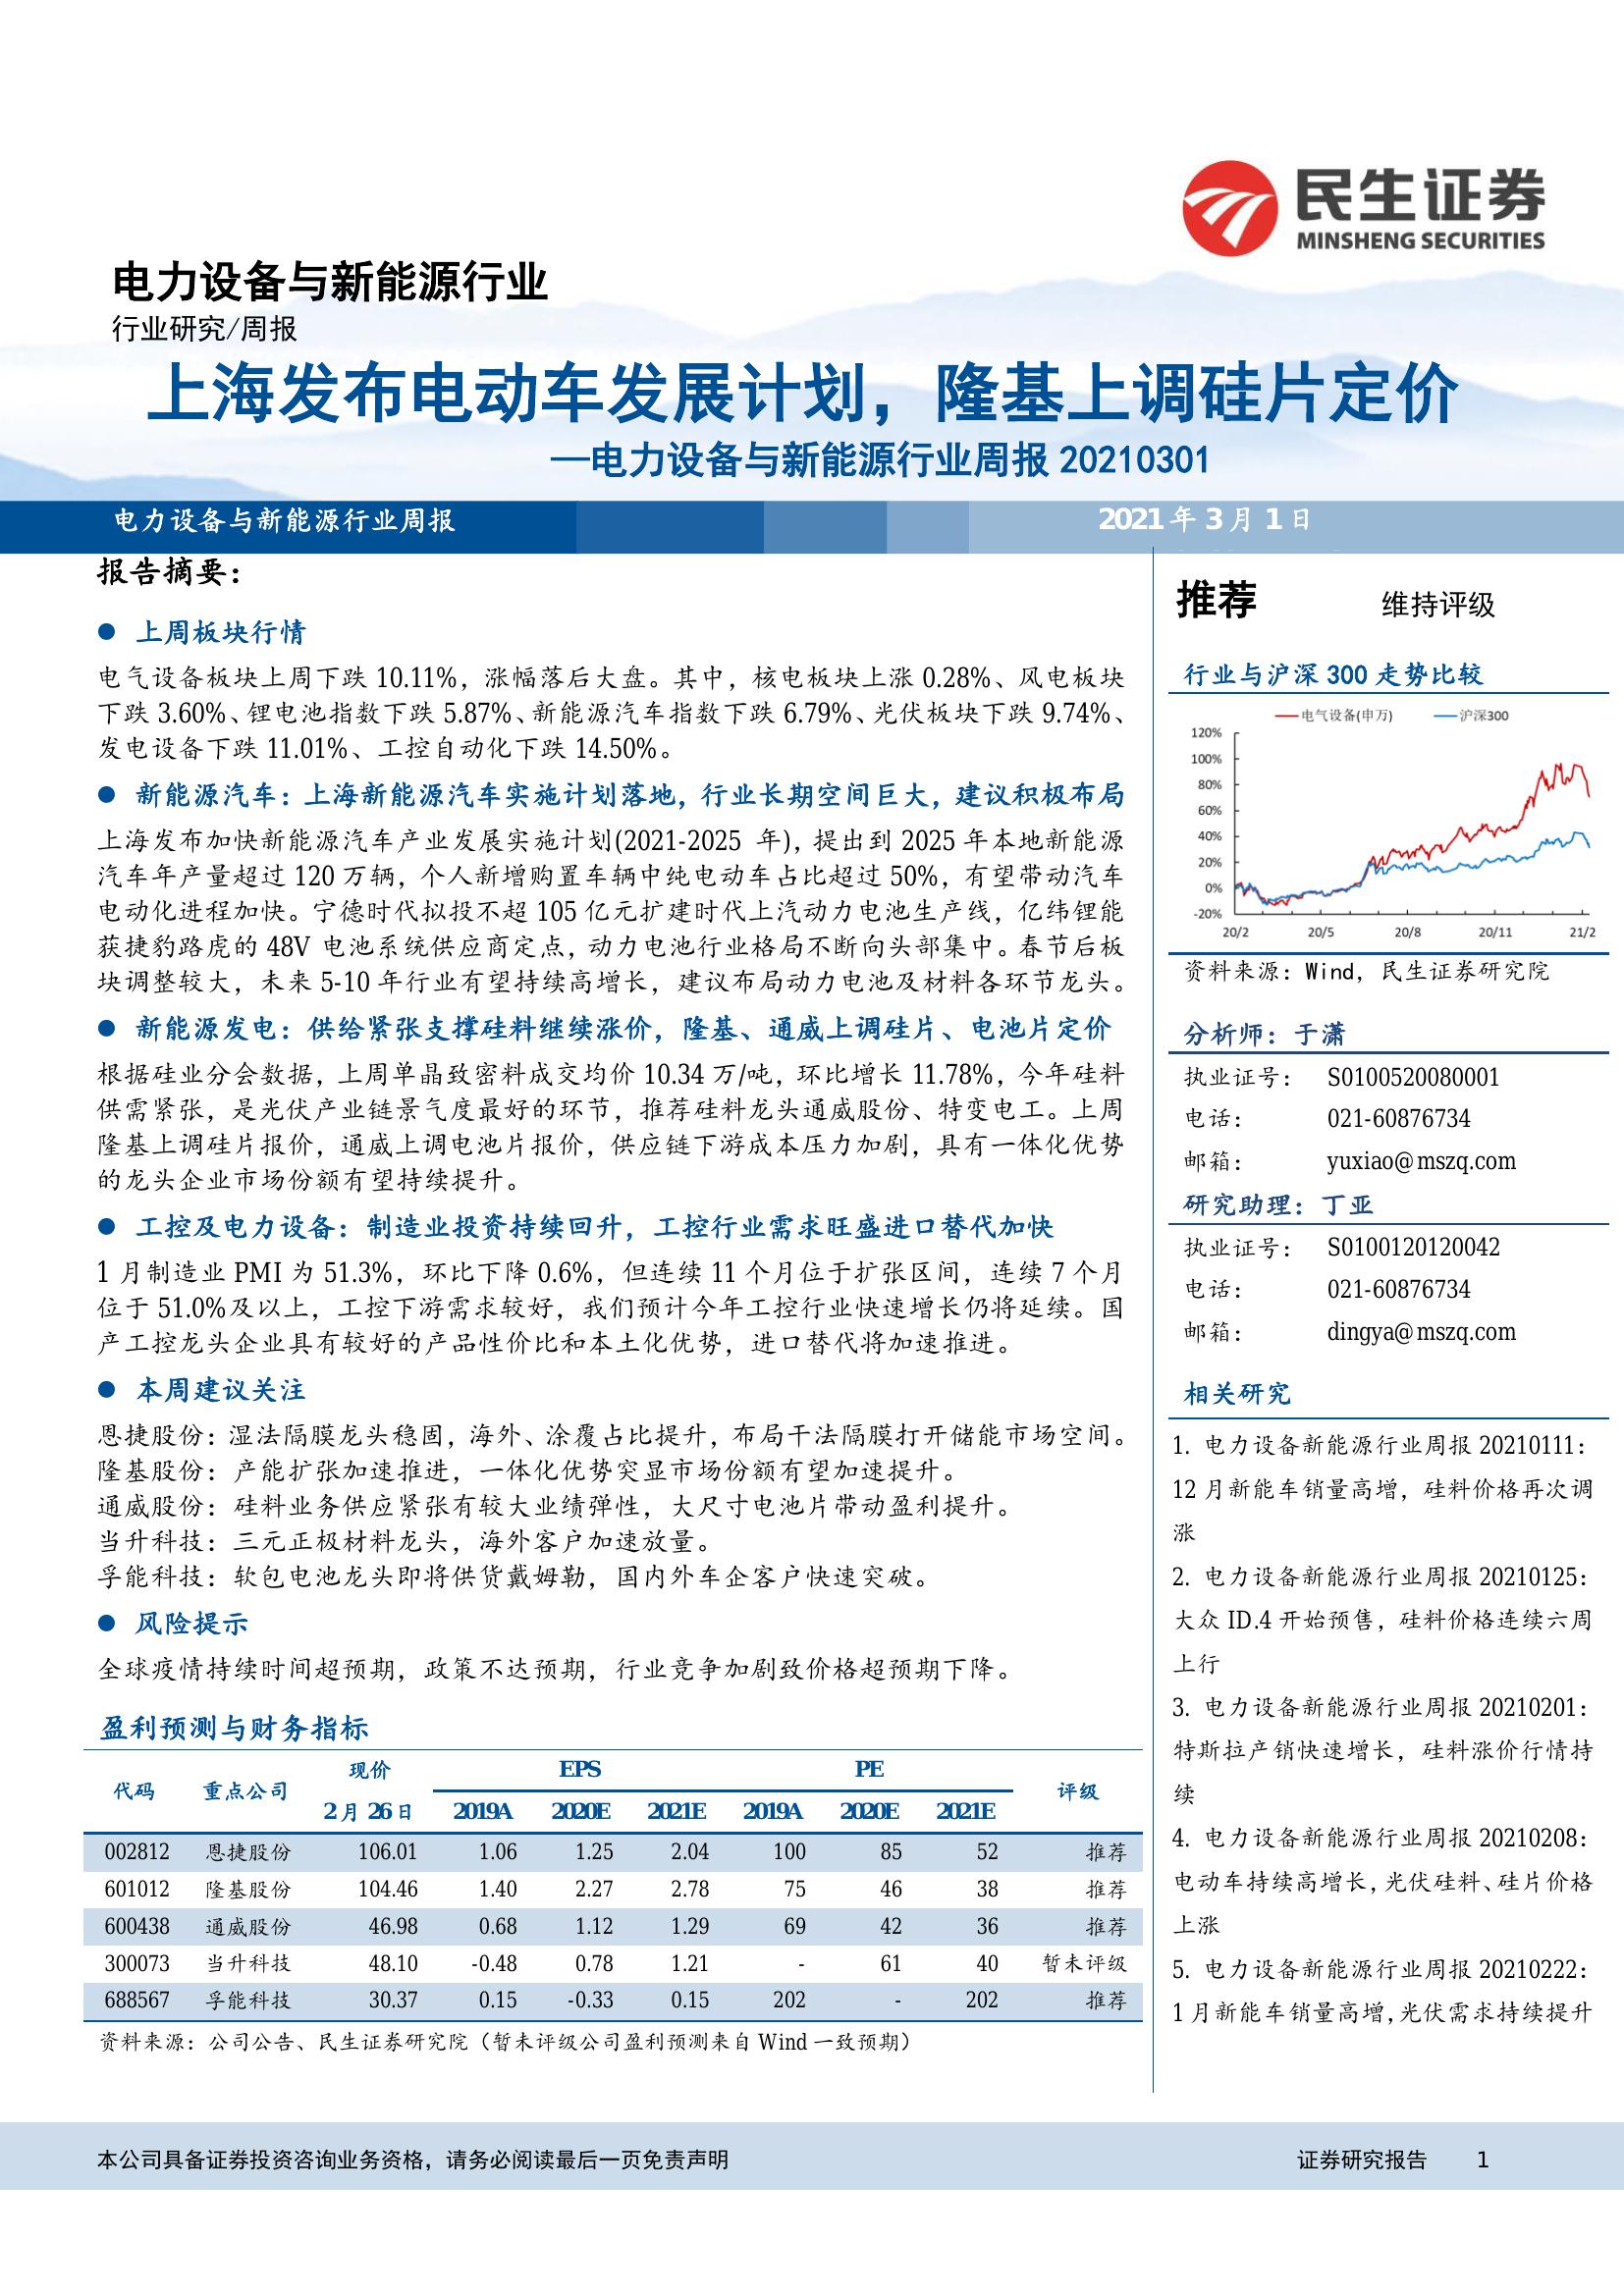 民生证券
MINSHENG SECURITIES
电力设备与新能源行业
行业研究/周报
上海发布电动车发展计划，隆基上调硅片定价
—电力设备与新能源行业周报 20210301
电力设备与新能源行业周报 2021 年 3 月 1 日
报告摘要：
● 上周板块行情
电气设备板块上周下跌 10.11%，涨幅落后大盘。其中，核电板块上涨 0.28%、风电板块
下跌 3.60%、锂电池指数下跌 5.87%、新能源汽车指数下跌 6.79%、光伏板块下跌 9.74%、
发电设备下跌 11.01%、工控自动化下跌 14.50%。
● 新能源汽车：上海新能源汽车实施计划落地，行业长期空间巨大，建议积极布局
上海发布加快新能源汽车产业发展实施计划(2021-2025 年)，提出到 2025 年本地新能源
汽车年产量超过 120 万辆，个人新增购置车辆中纯电动车占比超过 50%，有望带动汽车
电动化进程加快。宁德时代拟投不超 105 亿元扩建时代上汽动力电池生产线，亿纬锂能
获捷豹路虎的 48V 电池系统供应商定点，动力电池行业格局不断向头部集中。春节后板
块调整较大，未来 5-10 年行业有望持续高增长，建议布局动力电池及材料各环节龙头。
● 新能源发电：供给紧张支撑硅料继续涨价，隆基、通威上调硅片、电池片定价
根据硅业分会数据，上周单晶致密料成交均价 10.34 万/吨，环比增长 11.78%，今年硅料
供需紧张，是光伏产业链景气度最好的环节，推荐硅料龙头通威股份、特变电工。上周
隆基上调硅片报价，通威上调电池片报价，供应链下游成本压力加剧，具有一体化优势
的龙头企业市场份额有望持续提升。
● 工控及电力设备：制造业投资持续回升，工控行业需求旺盛进口替代加快
1 月制造业 PMI 为 51.3%，环比下降 0.6%，但连续 11 个月位于扩张区间，连续 7 个月
位于 51.0%及以上，工控下游需求较好，我们预计今年工控行业快速增长仍将延续。国
产工控龙头企业具有较好的产品性价比和本土化优势，进口替代将加速推进。
● 本周建议关注
恩捷股份：湿法隔膜龙头稳固，海外、涂覆占比提升，布局干法隔膜打开储能市场空间。
隆基股份：产能扩张加速推进，一体化优势突显市场份额有望加速提升。
通威股份：硅料业务供应紧张有较大业绩弹性，大尺寸电池片带动盈利提升。
当升科技：三元正极材料龙头，海外客户加速放量。
孚能科技：软包电池龙头即将供货戴姆勒，国内外车企客户快速突破。
● 风险提示
全球疫情持续时间超预期，政策不达预期，行业竞争加剧致价格超预期下降。
盈利预测与财务指标
代码 重点公司 现价 EPS PE 评级
2 月 26 日 2019A 2020E 2021E 2019A 2020E 2021E
002812 恩捷股份 106.01 1.06 1.25 2.04 100 85 52 推荐
601012 隆基股份 104.46 1.40 2.27 2.78 75 46 38 推荐
600438 通威股份 46.98 0.68 1.12 1.29 69 42 36 推荐
300073 当升科技 48.10 -0.48 0.78 1.21 - 61 40 暂未评级
688567 孚能科技 30.37 0.15 -0.33 0.15 202 - 202 推荐
资料来源：公司公告、民生证券研究院（暂未评级公司盈利预测来自 Wind 一致预期）
推荐 维持评级
行业与沪深 300 走势比较
电气设备(申万) 沪深300
120%
100%
80%
60%
40%
20%
0%
-20%
20/2 20/5 20/8 20/11 21/2
资料来源：Wind，民生证券研究院
分析师：于潇
执业证号： S0100520080001
电话： 021-60876734
邮箱： yuxiao@mszq.com
研究助理：丁亚
执业证号： S0100120120042
电话： 021-60876734
邮箱： dingya@mszq.com
相关研究
1. 电力设备新能源行业周报 20210111：
12 月新能车销量高增，硅料价格再次调
涨
2. 电力设备新能源行业周报 20210125：
大众 ID.4 开始预售，硅料价格连续六周
上行
3. 电力设备新能源行业周报 20210201：
特斯拉产销快速增长，硅料涨价行情持
续
4. 电力设备新能源行业周报 20210208：
电动车持续高增长，光伏硅料、硅片价格
上涨
5. 电力设备新能源行业周报 20210222：
1 月新能车销量高增，光伏需求持续提升
本公司具备证券投资咨询业务资格，请务必阅读最后一页免责声明 证券研究报告 1